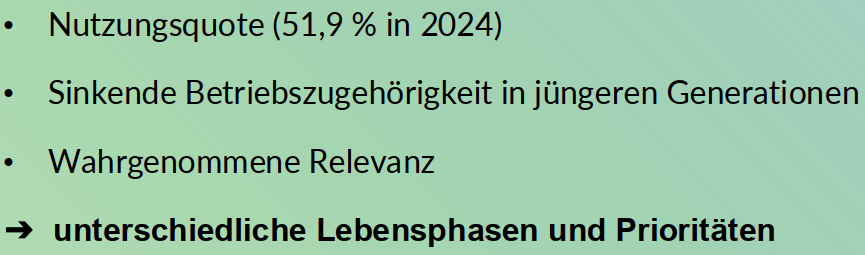 • Nutzungsquote (51,9 % in 2024)
• Sinkende Betriebszugehörigkeit in jüngeren Generationen
• Wahrgenommene Relevanz
➔ unterschiedliche Lebensphasen und Prioritäten